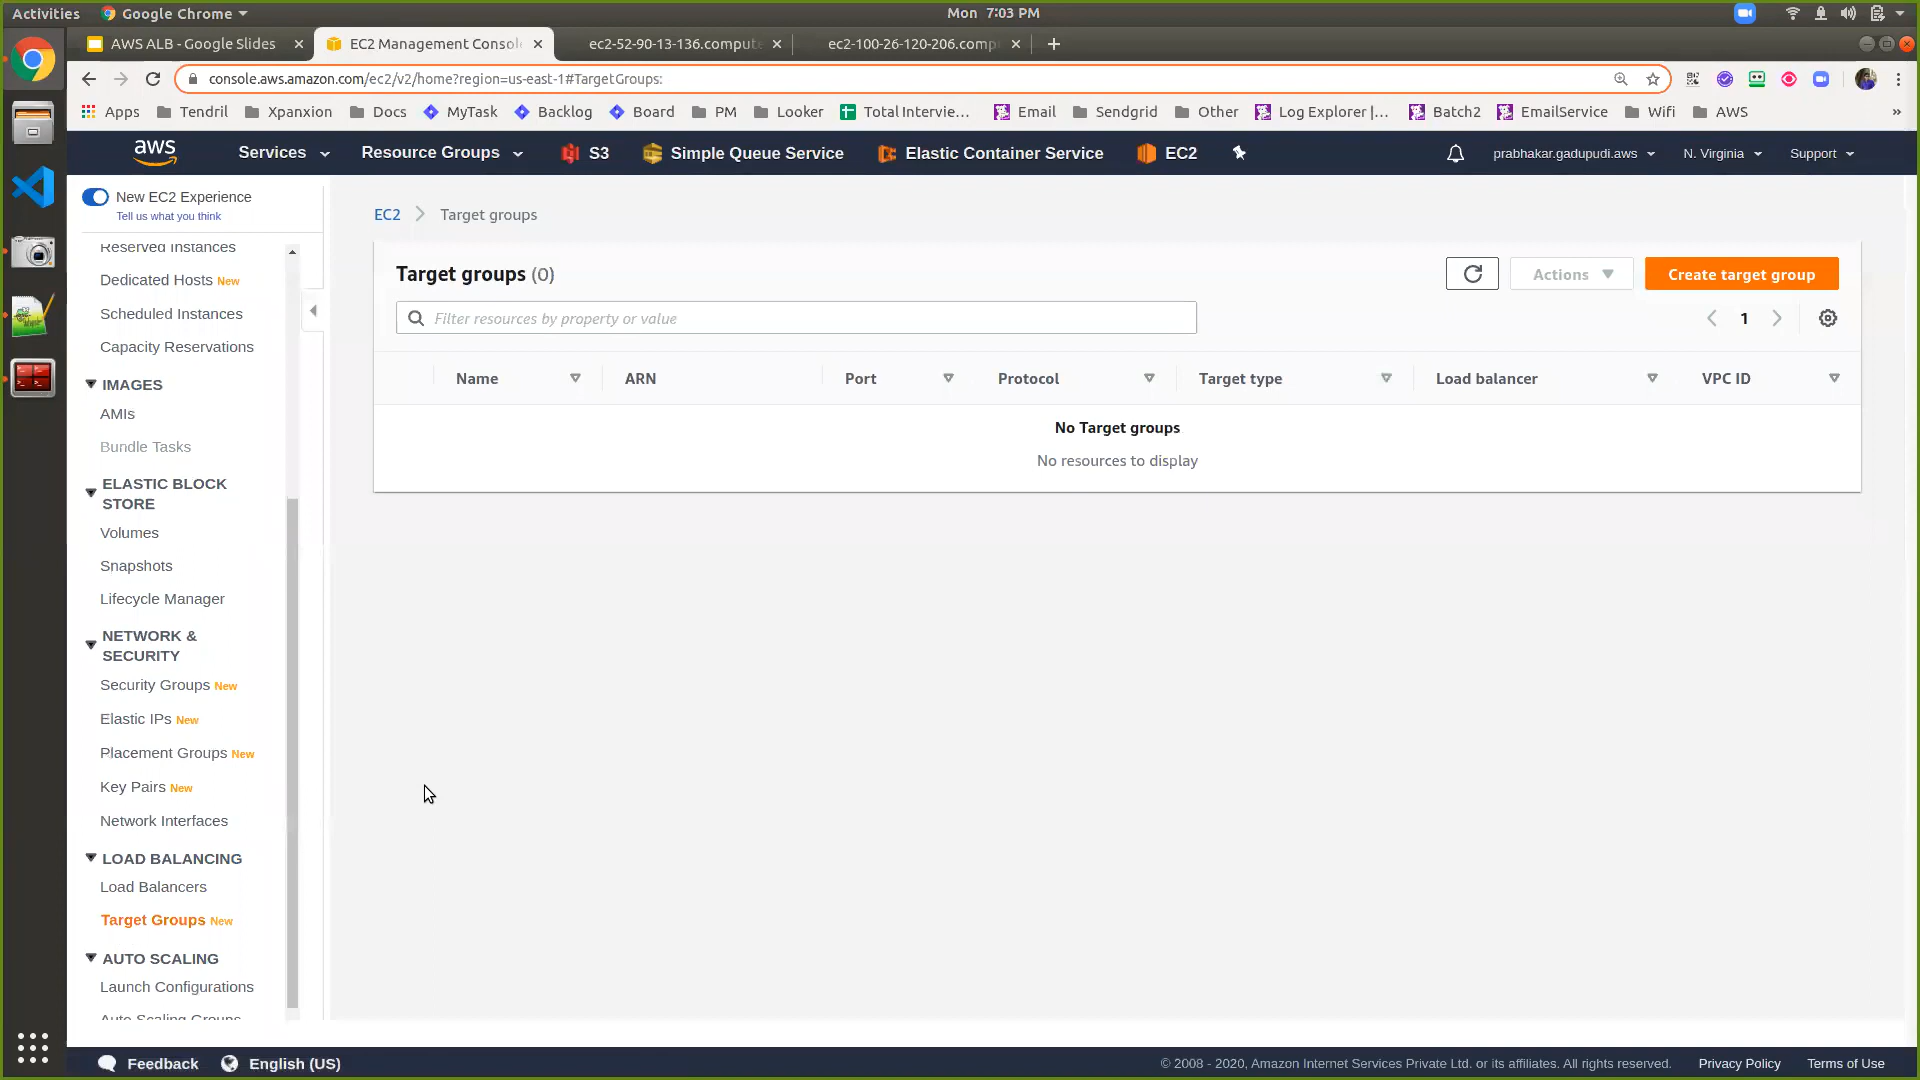 Activities Google Chrome Mon 7:03 PM
AWS ALB - Google Slides EC2 Management Consol ec2-52-90-13-136.compute ec2-100-26-120-206.comp
console.aws.amazon.com/ec2/v2/home?region=us-east-1#TargetGroups:
Apps Tendril Xpanxion Docs MyTask Backlog Board PM Looker Total Intervie... Email Sendgrid Other Log Explorer |... Batch2 EmailService Wifi AWS »
aws Services Resource Groups S3 Simple Queue Service Elastic Container Service EC2 prabhakar.gadupudi.aws N. Virginia Support
New EC2 Experience
Tell us what you think
Reserved Instances
Dedicated Hosts New
Scheduled Instances
Capacity Reservations
IMAGES
AMIs
Bundle Tasks
ELASTIC BLOCK
STORE
Volumes
Snapshots
Lifecycle Manager
NETWORK &
SECURITY
Security Groups New
Elastic IPs New
Placement Groups New
Key Pairs New
Network Interfaces
LOAD BALANCING
Load Balancers
Target Groups New
AUTO SCALING
Launch Configurations
Auto Scaling Groups
EC2 Target groups
Target groups (0)
Actions Create target group
Filter resources by property or value
1
Name ARN Port Protocol Target type Load balancer VPC ID
No Target groups
No resources to display
Feedback English (US) © 2008 - 2020, Amazon Internet Services Private Ltd. or its affiliates. All rights reserved. Privacy Policy Terms of Use